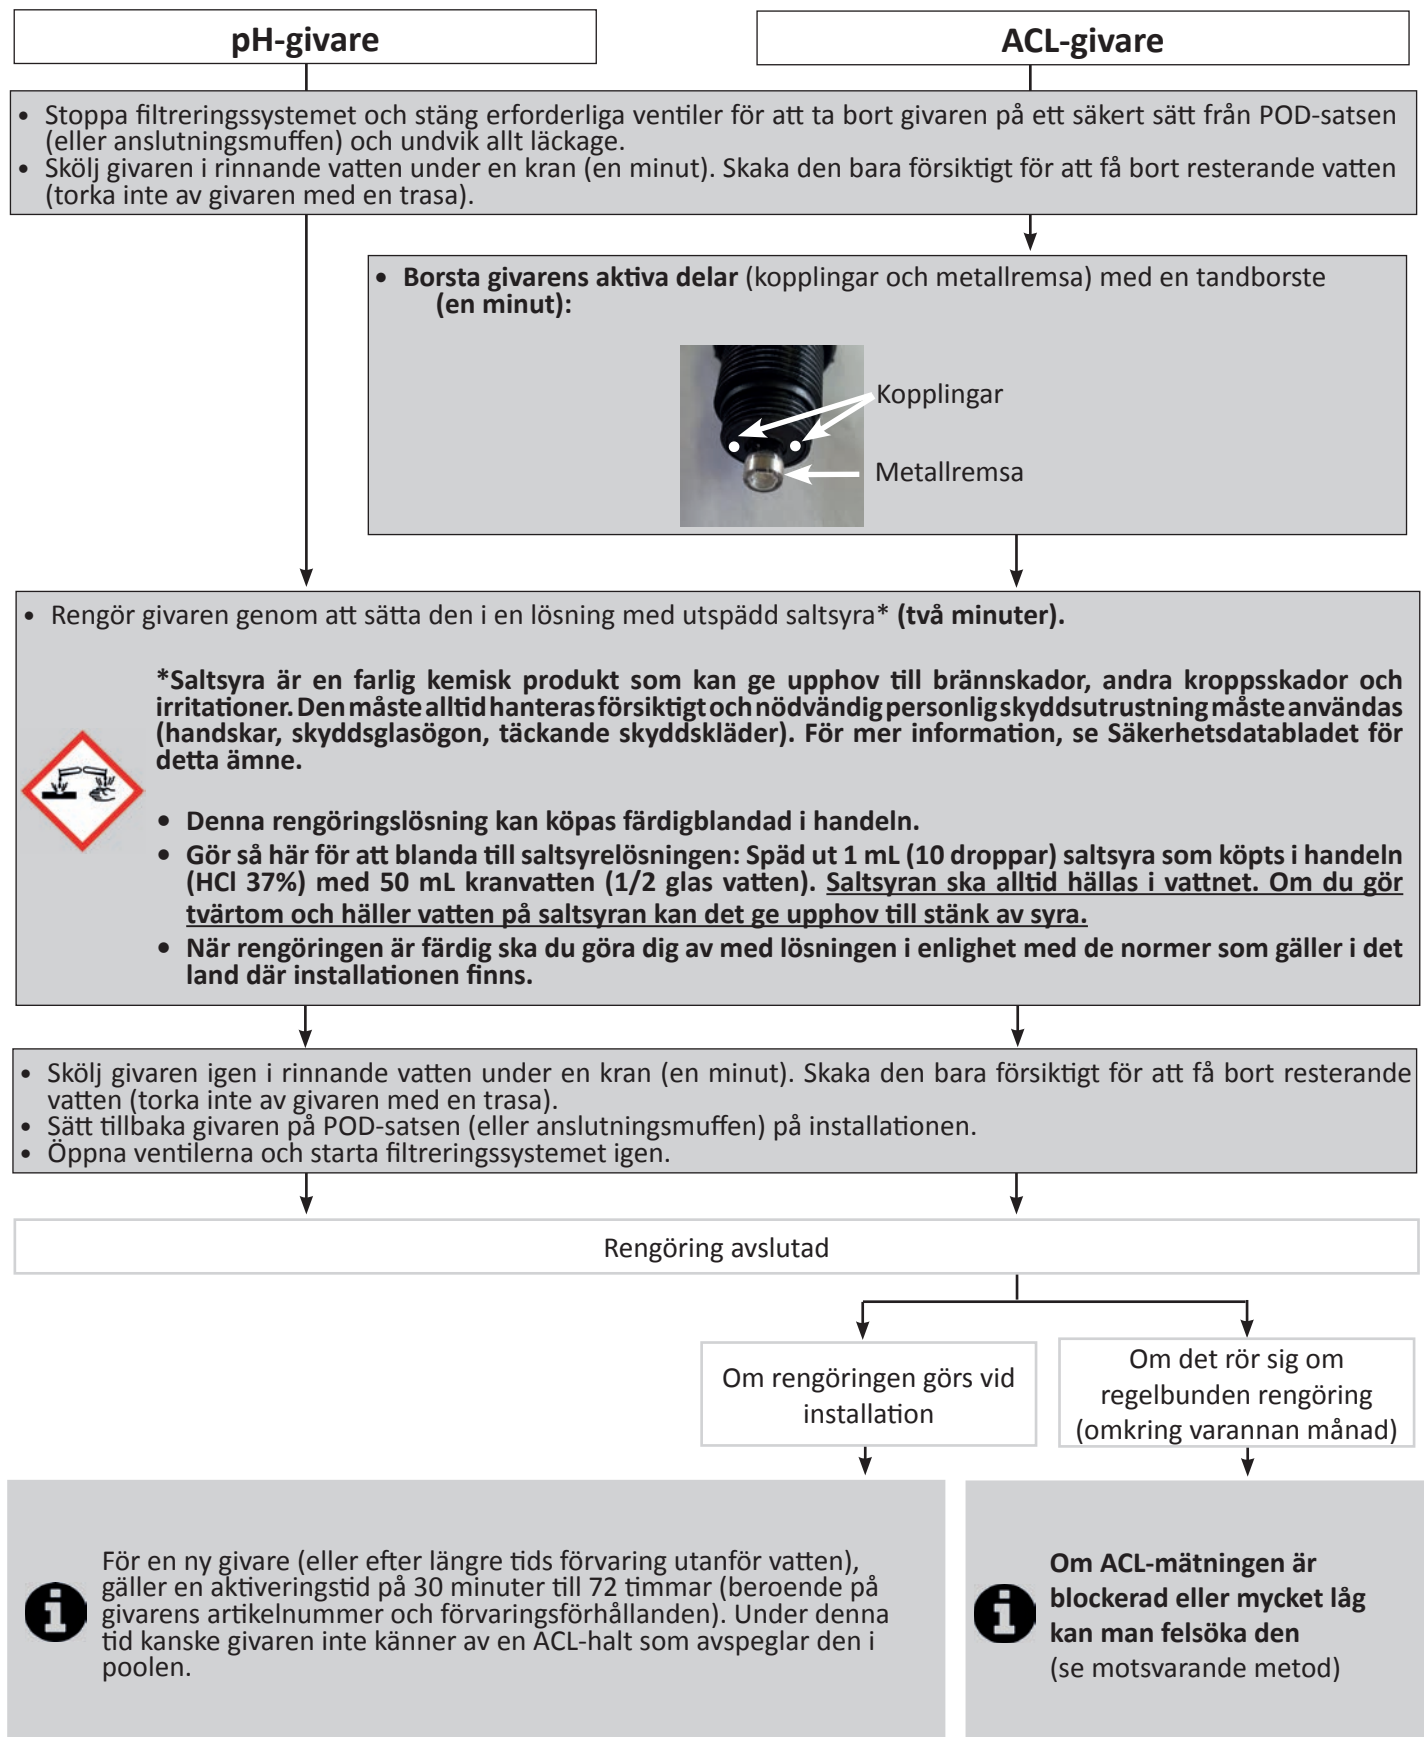 pH-givare
ACL-givare
• Stoppa filtreringssystemet och stäng erforderliga ventiler för att ta bort givaren på ett säkert sätt från POD-satsen
(eller anslutningsmuffen) och undvik allt läckage.
• Skölj givaren i rinnande vatten under en kran (en minut). Skaka den bara försiktigt för att få bort resterande vatten
(torka inte av givaren med en trasa).
• Borsta givarens aktiva delar (kopplingar och metallremsa) med en tandborste
(en minut):
Kopplingar
Metallremsa
• Rengör givaren genom att sätta den i en lösning med utspädd saltsyra* (två minuter).
*Saltsyra är en farlig kemisk produkt som kan ge upphov till brännskador, andra kroppsskador och
irritationer. Den måste alltid hanteras försiktigt och nödvändig personlig skyddsutrustning måste användas
(handskar, skyddsglasögon, täckande skyddskläder). För mer information, se Säkerhetsdatabladet för
detta ämne.
• Denna rengöringslösning kan köpas färdigblandad i handeln.
• Gör så här för att blanda till saltsyrelösningen: Späd ut 1 mL (10 droppar) saltsyra som köpts i handeln
(HCl 37%) med 50 mL kranvatten (1/2 glas vatten). Saltsyran ska alltid hällas i vattnet. Om du gör
tvärtom och häller vatten på saltsyran kan det ge upphov till stänk av syra.
• När rengöringen är färdig ska du göra dig av med lösningen i enlighet med de normer som gäller i det
land där installationen finns.
• Skölj givaren igen i rinnande vatten under en kran (en minut). Skaka den bara försiktigt för att få bort resterande
vatten (torka inte av givaren med en trasa).
• Sätt tillbaka givaren på POD-satsen (eller anslutningsmuffen) på installationen.
• Öppna ventilerna och starta filtreringssystemet igen.
Rengöring avslutad
Om rengöringen görs vid
installation
Om det rör sig om
regelbunden rengöring
(omkring varannan månad)
För en ny givare (eller efter längre tids förvaring utanför vatten),
gäller en aktiveringstid på 30 minuter till 72 timmar (beroende på
givarens artikelnummer och förvaringsförhållanden). Under denna
tid kanske givaren inte känner av en ACL-halt som avspeglar den i
poolen.
Om ACL-mätningen är
blockerad eller mycket låg
kan man felsöka den
(se motsvarande metod)